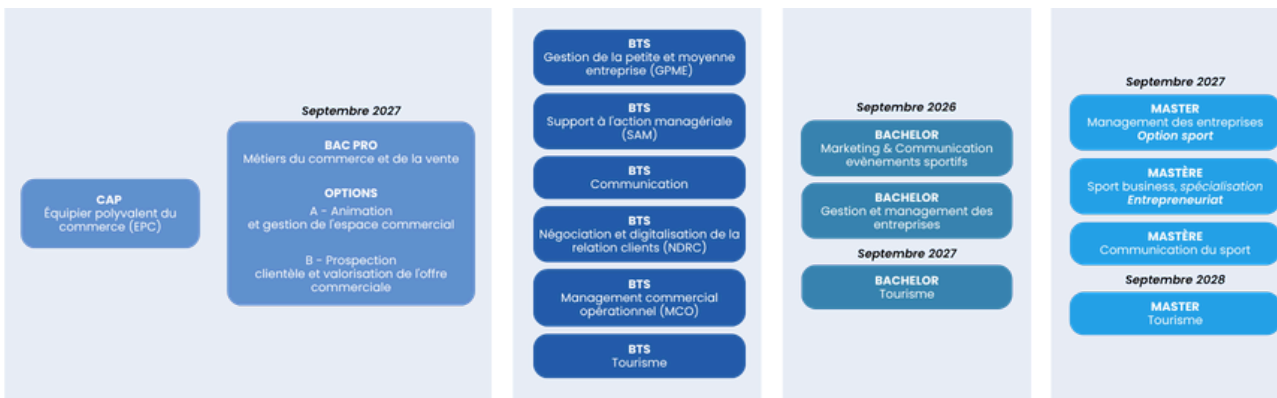 CAP
Équipier polyvalent du
commerce (EPC)
Septembre 2027
BAC PRO
Métiers du commerce et de la vente
OPTIONS
A - Animation
et gestion de l'espace commercial
B - Prospection
clientèle et valorisation de l'offre
commerciale
BTS
Gestion de la petite et moyenne
entreprise (GPME)
BTS
Support à l'action managériale
(SAM)
BTS
Communication
BTS
Négociation et digitalisation de la
relation clients (NDRC)
BTS
Management commercial
opérationnel (MCO)
BTS
Tourisme
Septembre 2026
BACHELOR
Marketing & Communication
evènements sportifs
BACHELOR
Gestion et management des
entreprises
Septembre 2027
BACHELOR
Tourisme
Septembre 2027
MASTER
Management des entreprises
Option sport
MASTÈRE
Sport business, spécialisation
Entrepreneuriat
MASTÈRE
Communication du sport
Septembre 2028
MASTER
Tourisme